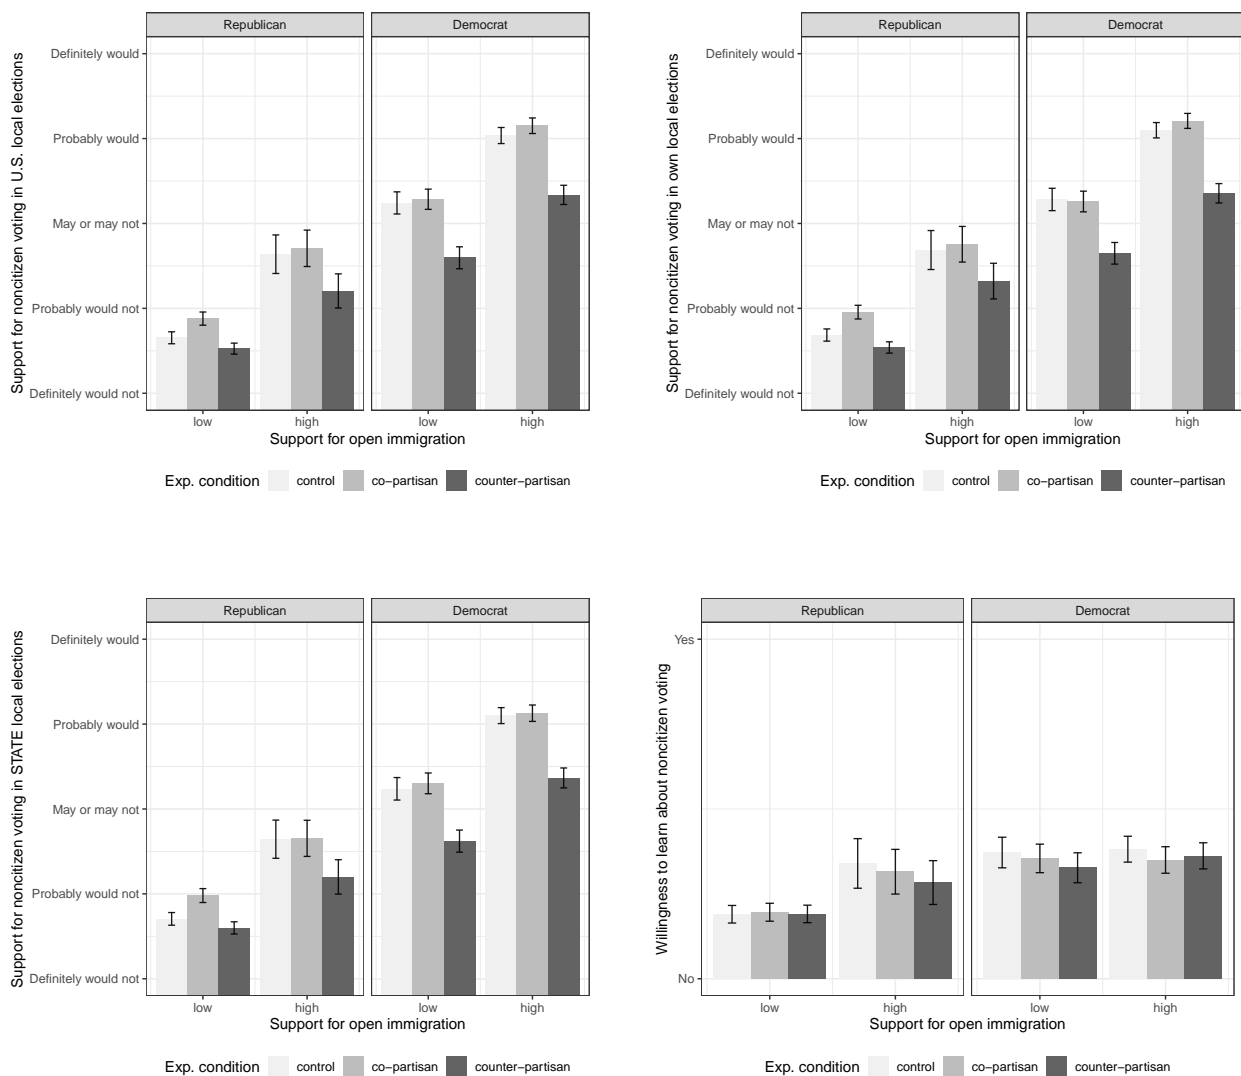 Republican
Democrat
Support for noncitizen voting in U.S. local elections
Definitely would
Probably would
May or may not
Probably would not
Definitely would not
low
high
low
high
Support for open immigration
Exp. condition
control
co-partisan
counter-partisan
Republican
Democrat
Support for noncitizen voting in own local elections
Definitely would
Probably would
May or may not
Probably would not
Definitely would not
low
high
low
high
Support for open immigration
Exp. condition
control
co-partisan
counter-partisan
Republican
Democrat
Support for noncitizen voting in STATE local elections
Definitely would
Probably would
May or may not
Probably would not
Definitely would not
low
high
low
high
Support for open immigration
Exp. condition
control
co-partisan
counter-partisan
Republican
Democrat
Willingness to learn about noncitizen voting
Yes
No
low
high
low
high
Support for open immigration
Exp. condition
control
co-partisan
counter-partisan